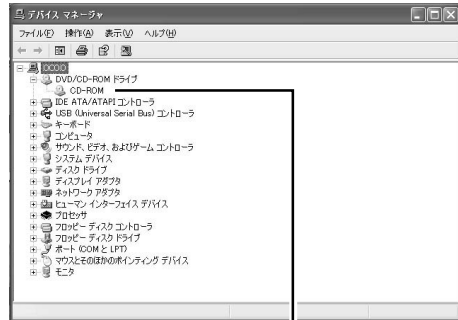 デバイス マネージャ
ファイル(F) 操作(A) 表示(V) ヘルプ(H)
DVD/CD-ROM ドライブ
CD-ROM
IDE ATA/ATAPI コントローラ
USB (Universal Serial Bus) コントローラ
キーボード
コンピュータ
サウンド、ビデオ、およびゲーム コントローラ
システム デバイス
ディスク ドライブ
ディスプレイ アダプタ
ネットワーク アダプタ
ヒューマン インターフェイス デバイス
プロセッサ
フロッピー ディスク コントローラ
フロッピー ディスク ドライブ
ポート (COM と LPT)
マウスとそのほかのポインティング デバイス
モニタ